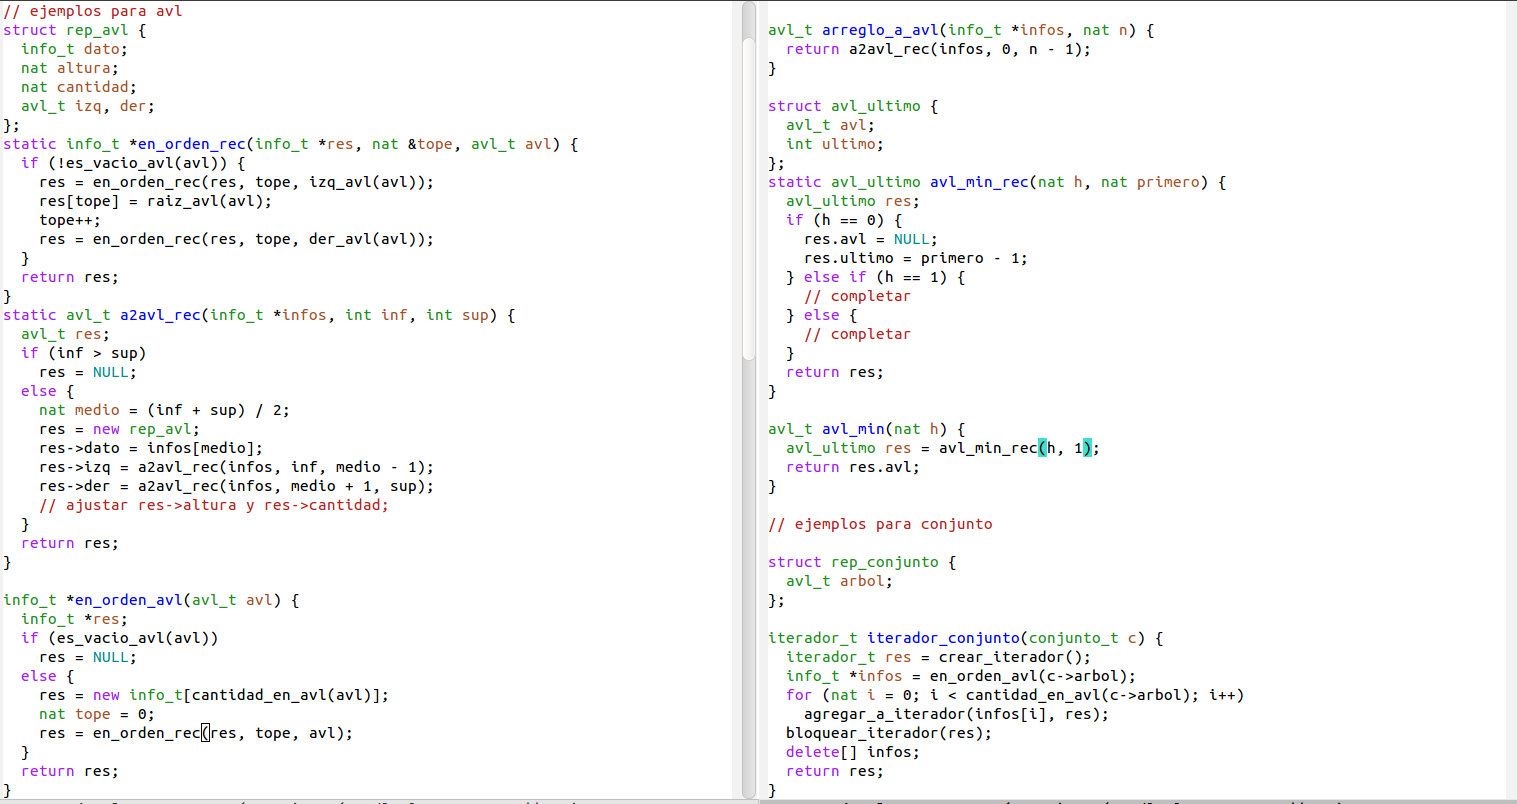 // ejemplos para avl
struct rep_avl {
  info_t dato;
  nat altura;
  nat cantidad;
  avl_t izq, der;
};
static info_t *en_orden_rec(info_t *res, nat &tope, avl_t avl) {
  if (!es_vacio_avl(avl)) {
    res = en_orden_rec(res, tope, izq_avl(avl));
    res[tope] = raiz_avl(avl);
    tope++;
    res = en_orden_rec(res, tope, der_avl(avl));
  }
  return res;
}
static avl_t a2avl_rec(info_t *infos, int inf, int sup) {
  avl_t res;
  if (inf > sup)
    res = NULL;
  else {
    nat medio = (inf + sup) / 2;
    res = new rep_avl;
    res->dato = infos[medio];
    res->izq = a2avl_rec(infos, inf, medio - 1);
    res->der = a2avl_rec(infos, medio + 1, sup);
    // ajustar res->altura y res->cantidad;
  }
  return res;
}

info_t *en_orden_avl(avl_t avl) {
  info_t *res;
  if (es_vacio_avl(avl))
    res = NULL;
  else {
    res = new info_t[cantidad_en_avl(avl)];
    nat tope = 0;
    res = en_orden_rec(res, tope, avl);
  }
  return res;
}

avl_t arreglo_a_avl(info_t *infos, nat n) {
  return a2avl_rec(infos, 0, n - 1);
}

struct avl_ultimo {
  avl_t avl;
  int ultimo;
};
static avl_ultimo avl_min_rec(nat h, nat primero) {
  avl_ultimo res;
  if (h == 0) {
    res.avl = NULL;
    res.ultimo = primero - 1;
  } else if (h == 1) {
    // completar
  } else {
    // completar
  }
  return res;
}

avl_t avl_min(nat h) {
  avl_ultimo res = avl_min_rec(h, 1);
  return res.avl;
}

// ejemplos para conjunto

struct rep_conjunto {
  avl_t arbol;
};

iterador_t iterador_conjunto(conjunto_t c) {
  iterador_t res = crear_iterador();
  info_t *infos = en_orden_avl(c->arbol);
  for (nat i = 0; i < cantidad_en_avl(c->arbol); i++)
    agregar_a_iterador(infos[i], res);
  bloquear_iterador(res);
  delete[] infos;
  return res;
}